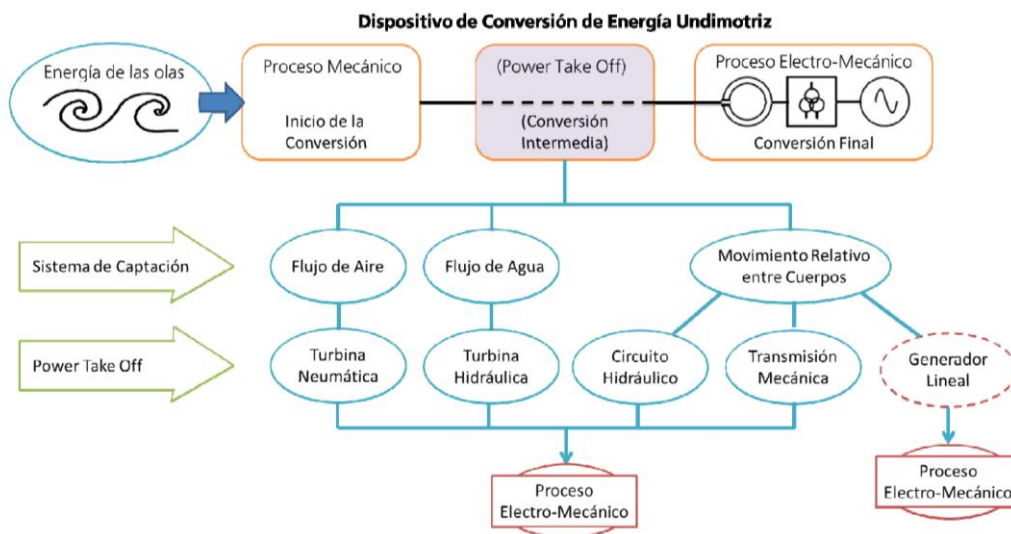 Dispositivo de Conversión de Energía Undimotriz
Energía de las olas
Proceso Mecánico
Inicio de la
Conversión
(Power Take Off)
(Conversión
Intermedia)
Proceso Electro-Mecánico
Conversión Final
Sistema de Captación
Flujo de Aire
Flujo de Agua
Movimiento Relativo
entre Cuerpos
Power Take Off
Turbina
Neumática
Turbina
Hidráulica
Circuito
Hidráulico
Transmisión
Mecánica
Generador
Lineal
Proceso
Electro-Mecánico
Proceso
Electro-Mecánico